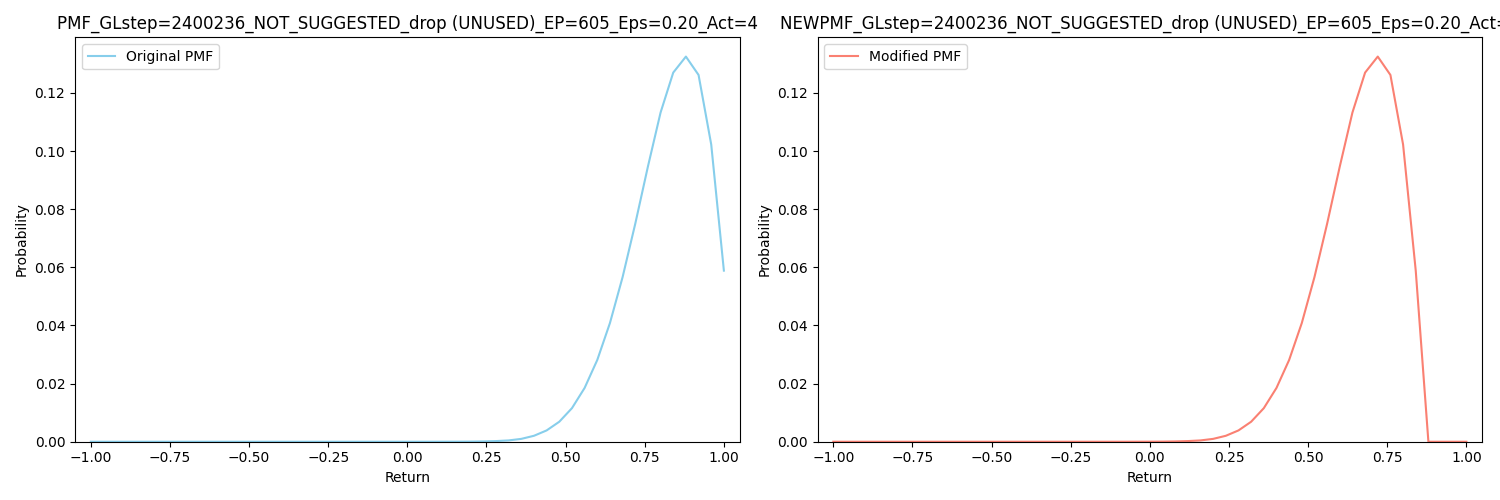 PMF_GLstep=2400236_NOT_SUGGESTED_drop (UNUSED)_EP=605_Eps=0.20_Act=4
Original PMF
Probability
0.12
0.10
0.08
0.06
0.04
0.02
0.00
−1.00 −0.75 −0.50 −0.25 0.00 0.25 0.50 0.75 1.00
Return
NEWPMF_GLstep=2400236_NOT_SUGGESTED_drop (UNUSED)_EP=605_Eps=0.20_Act=
Modified PMF
Probability
0.12
0.10
0.08
0.06
0.04
0.02
0.00
−1.00 −0.75 −0.50 −0.25 0.00 0.25 0.50 0.75 1.00
Return